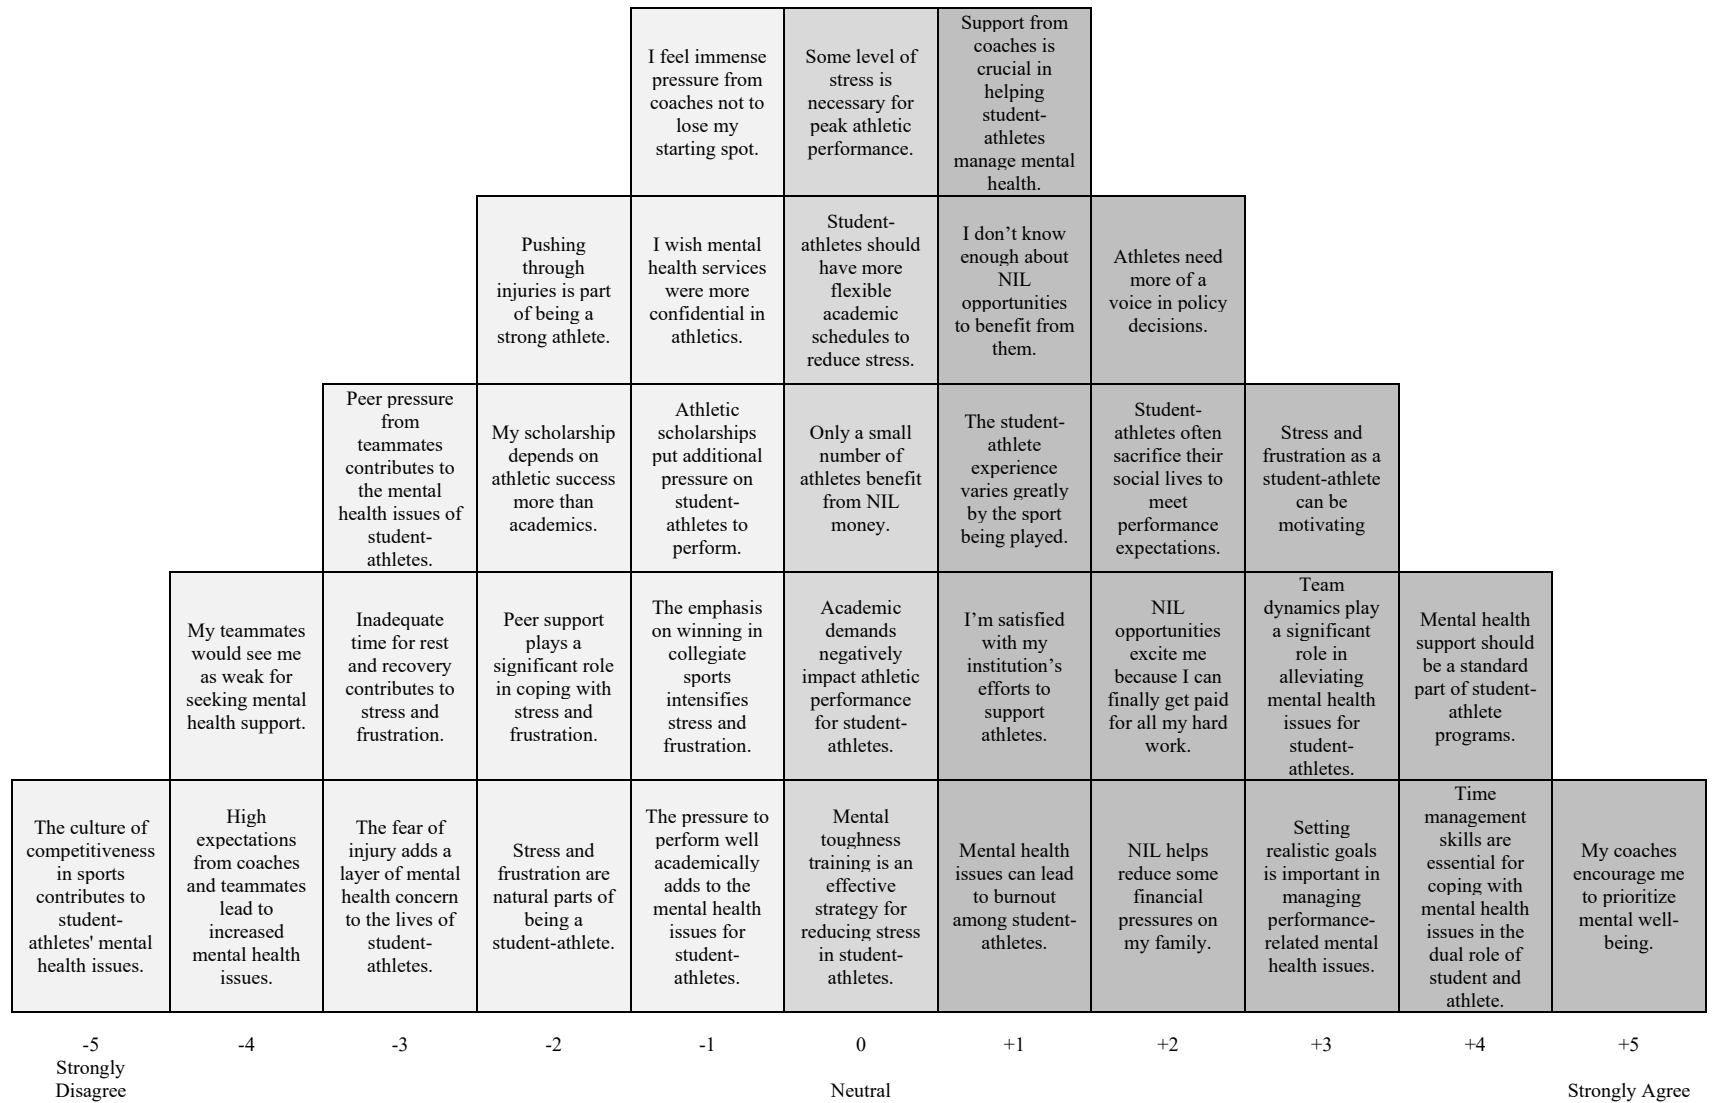 I feel immense
pressure from
coaches not to
lose my
starting spot.
Some level of
stress is
necessary for
peak athletic
performance.
Support from
coaches is
crucial in
helping
student-
athletes
manage mental
health.
Pushing
through
injuries is part
of being a
strong athlete.
I wish mental
health services
were more
confidential in
athletics.
Student-
athletes should
have more
flexible
academic
schedules to
reduce stress.
I don’t know
enough about
NIL
opportunities
to benefit from
them.
Athletes need
more of a
voice in policy
decisions.
Peer pressure
from
teammates
contributes to
the mental
health issues of
student-
athletes.
My scholarship
depends on
athletic success
more than
academics.
Athletic
scholarships
put additional
pressure on
student-
athletes to
perform.
Only a small
number of
athletes benefit
from NIL
money.
The student-
athlete
experience
varies greatly
by the sport
being played.
Student-
athletes often
sacrifice their
social lives to
meet
performance
expectations.
Stress and
frustration as a
student-athlete
can be
motivating
My teammates
would see me
as weak for
seeking mental
health support.
Inadequate
time for rest
and recovery
contributes to
stress and
frustration.
Peer support
plays a
significant role
in coping with
stress and
frustration.
The emphasis
on winning in
collegiate
sports
intensifies
stress and
frustration.
Academic
demands
negatively
impact athletic
performance
for student-
athletes.
I’m satisfied
with my
institution’s
efforts to
support
athletes.
NIL
opportunities
excite me
because I can
finally get paid
for all my hard
work.
Team
dynamics play
a significant
role in
alleviating
mental health
issues for
student-
athletes.
Mental health
support should
be a standard
part of student-
athlete
programs.
The culture of
competitiveness
in sports
contributes to
student-
athletes' mental
health issues.
High
expectations
from coaches
and teammates
lead to
increased
mental health
issues.
The fear of
injury adds a
layer of mental
health concern
to the lives of
student-
athletes.
Stress and
frustration are
natural parts of
being a
student-athlete.
The pressure to
perform well
academically
adds to the
mental health
issues for
student-
athletes.
Mental
toughness
training is an
effective
strategy for
reducing stress
in student-
athletes.
Mental health
issues can lead
to burnout
among student-
athletes.
NIL helps
reduce some
financial
pressures on
my family.
Setting
realistic goals
is important in
managing
performance-
related mental
health issues.
Time
management
skills are
essential for
coping with
mental health
issues in the
dual role of
student and
athlete.
My coaches
encourage me
to prioritize
mental well-
being.
-5 -4 -3 -2 -1 0 +1 +2 +3 +4 +5
Strongly
Disagree Neutral Strongly Agree